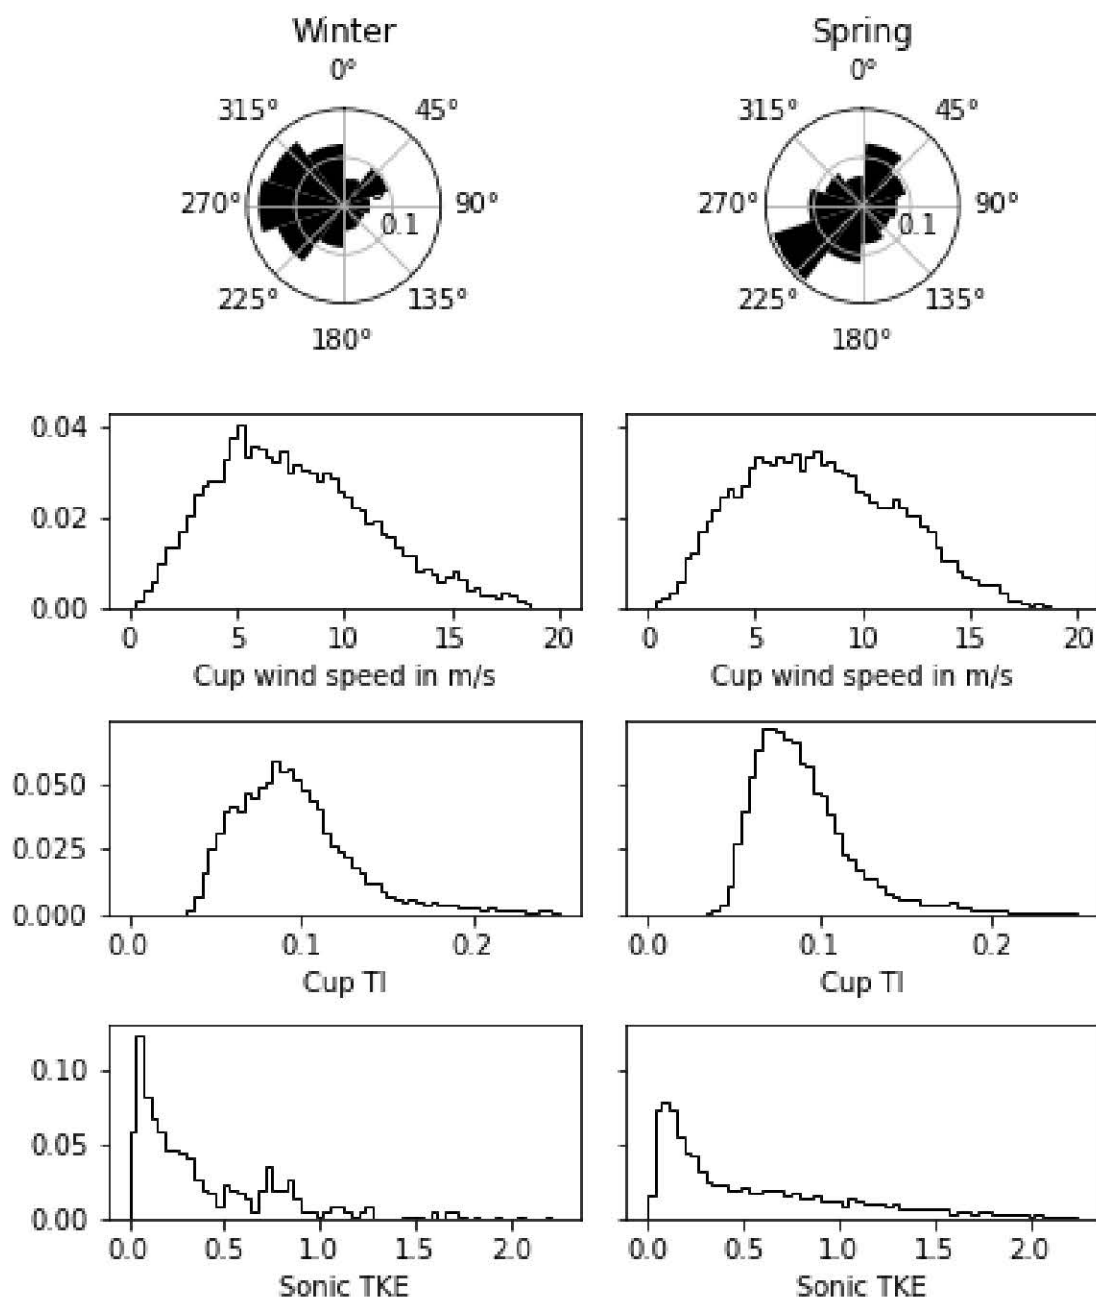 Winter Spring
0° 0°
315° 45° 315° 45°
270° 90° 270° 90°
0.1 0.1
225° 135° 225° 135°
180° 180°
0.04
0.02
0.00
0 5 10 15 20 0 5 10 15 20
Cup wind speed in m/s Cup wind speed in m/s
0.050
0.025
0.000
0.0 0.1 0.2 0.0 0.1 0.2
Cup TI Cup TI
0.10
0.05
0.00
0.0 0.5 1.0 1.5 2.0 0.0 0.5 1.0 1.5 2.0
Sonic TKE Sonic TKE